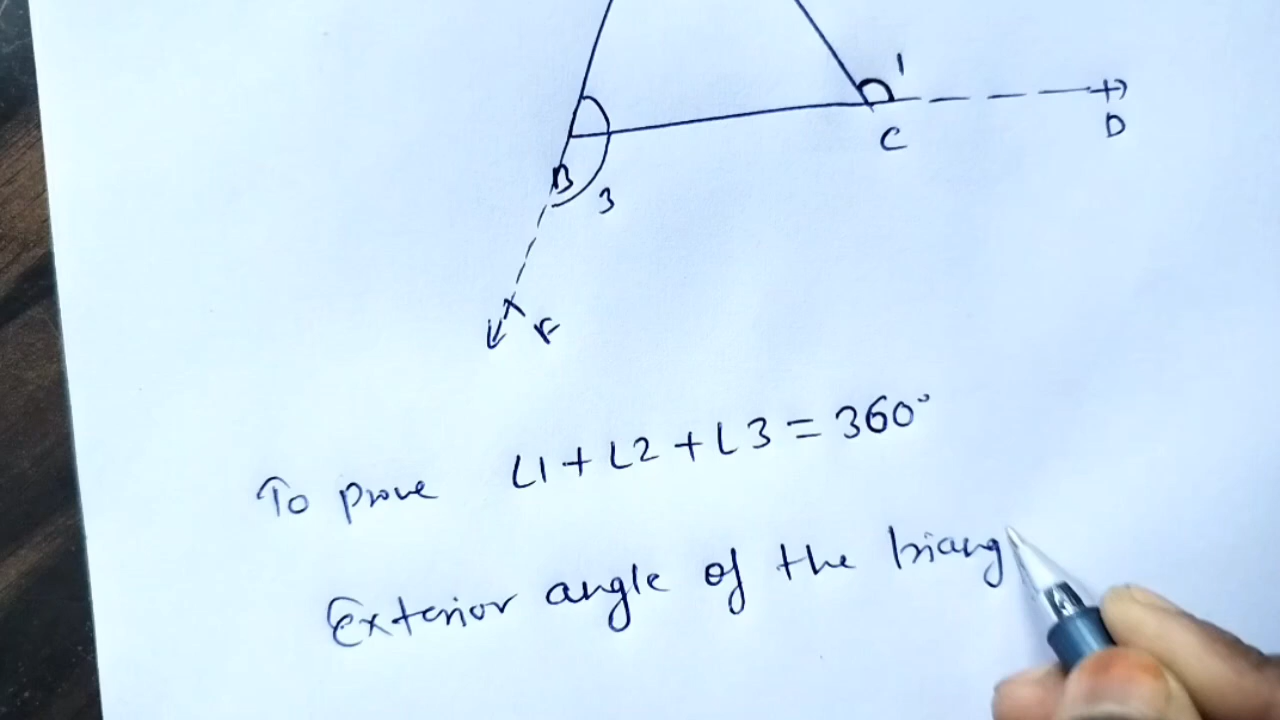 1
C
D
B
3
F
To prove ∠1 + ∠2 + ∠3 = 360°
Exterior angle of the triang